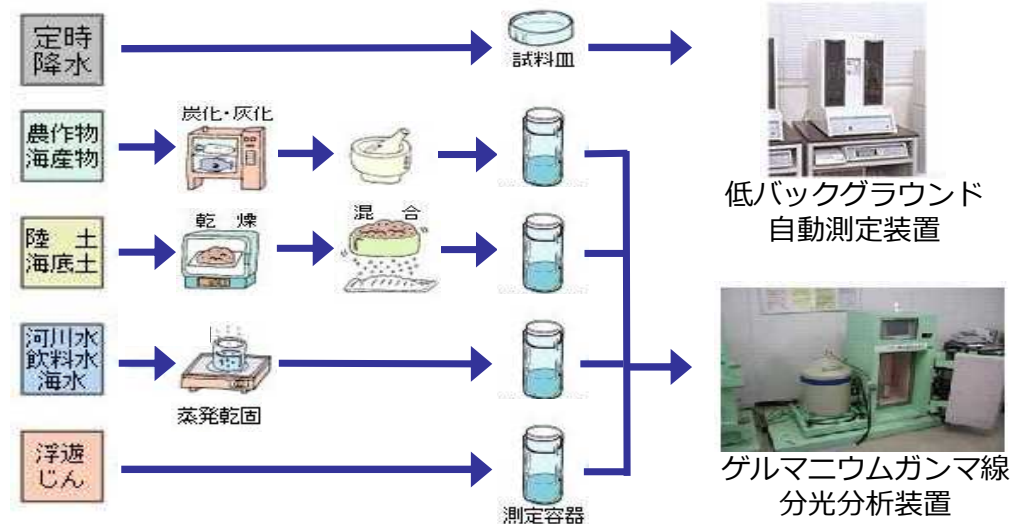 定時
降水
試料皿
低バックグラウンド
自動測定装置
農作物
海産物
炭化・灰化
陸　土
海底土
乾　燥
混　合
河川水
飲料水
海水
蒸発乾固
浮遊
じん
測定容器
ゲルマニウムガンマ線
分光分析装置